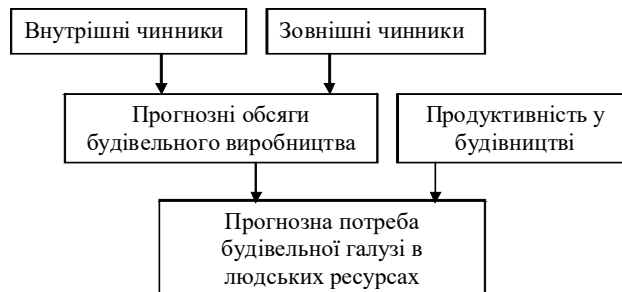 Внутрішні чинники
Зовнішні чинники
Прогнозні обсяги
будівельного виробництва
Продуктивність у
будівництві
Прогнозна потреба
будівельної галузі в
людських ресурсах